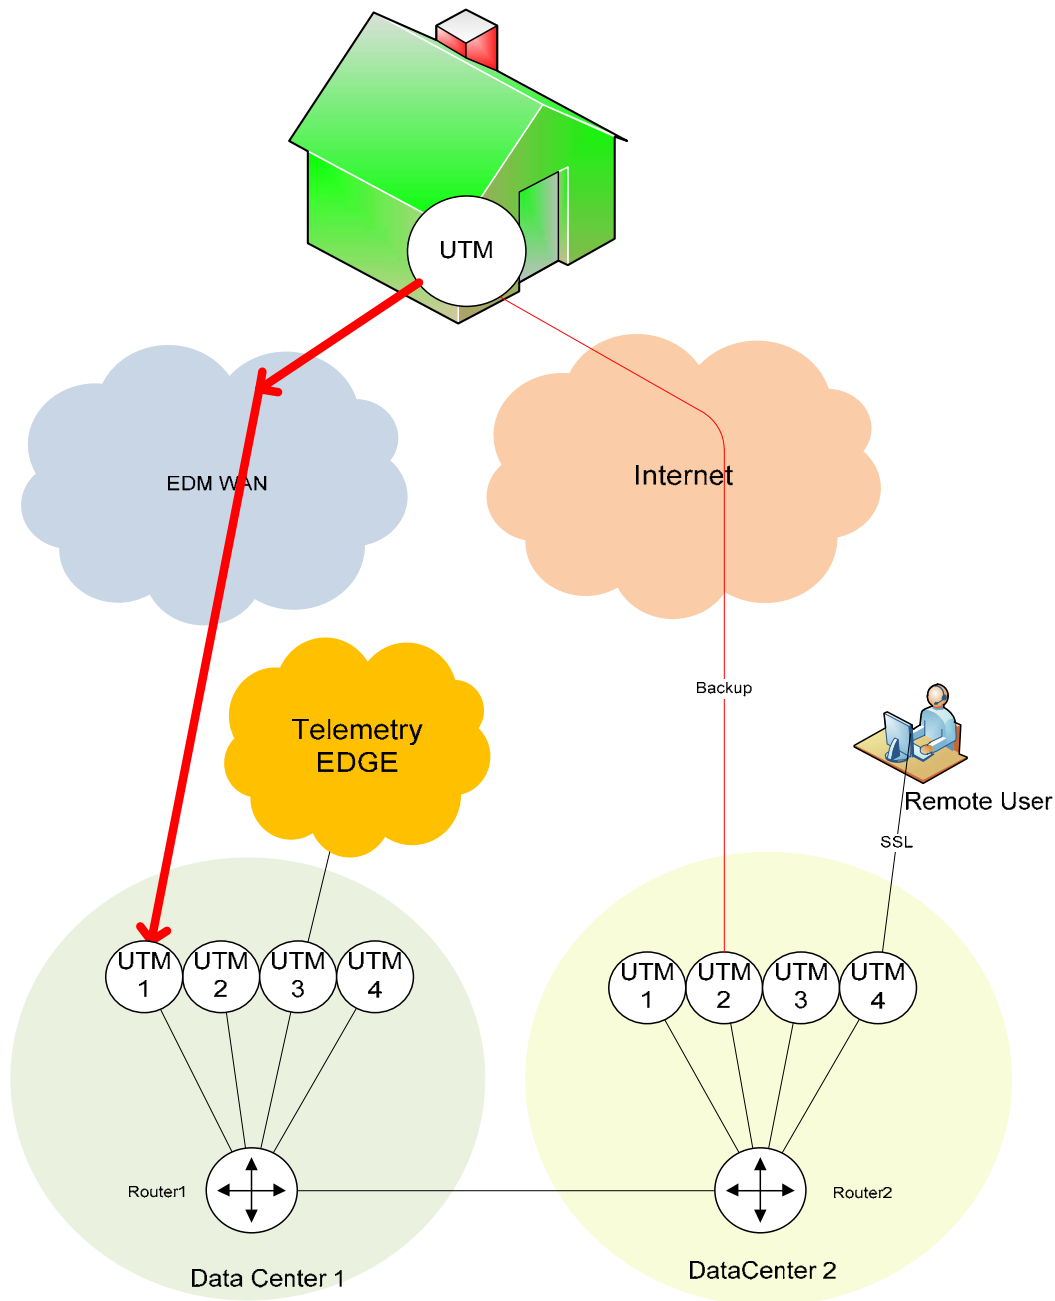 UTM
EDM WAN
Internet
Backup
Telemetry
EDGE
Remote User
SSL
UTM
1
UTM
2
UTM
3
UTM
4
UTM
1
UTM
2
UTM
3
UTM
4
Router1
Router2
Data Center 1
DataCenter 2